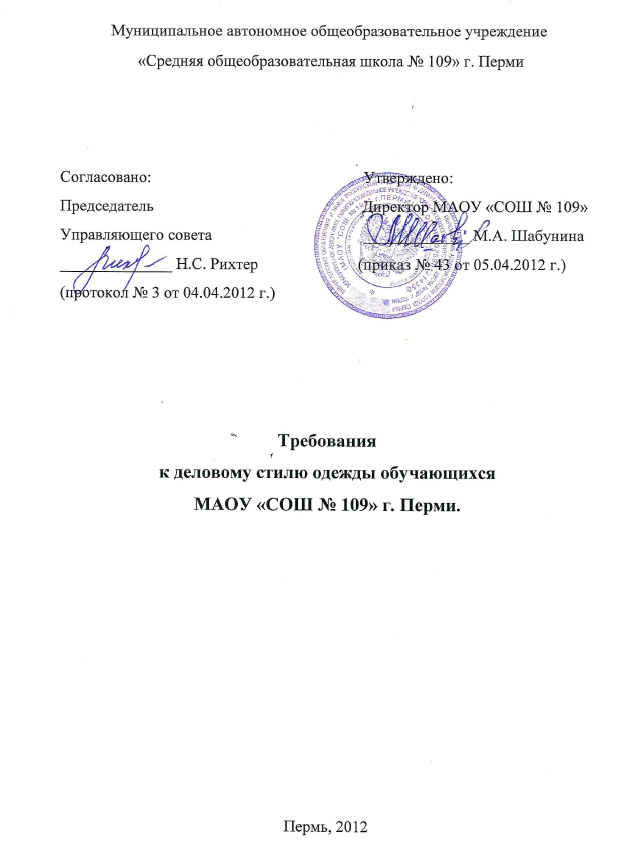 Муниципальное автономное общеобразовательное учреждение
«Средняя общеобразовательная школа № 109» г. Перми
Согласовано:
Председатель
Управляющего совета
______________ Н.С. Рихтер
(протокол № 3 от 04.04.2012 г.)
Утверждено:
Директор МАОУ «СОШ № 109»
М.А. Шабунина
(приказ № 43 от 05.04.2012 г.)
Требования
к деловому стилю одежды обучающихся
МАОУ «СОШ № 109» г. Перми.
Пермь, 2012